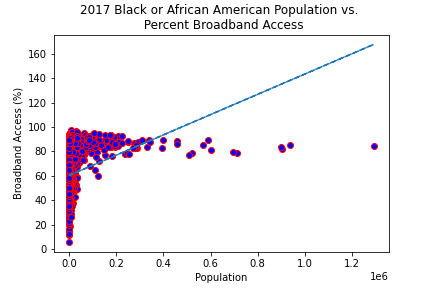 2017 Black or African American Population vs.
Percent Broadband Access
Broadband Access (%)
160
140
120
100
80
60
40
20
0
0.0 0.2 0.4 0.6 0.8 1.0 1.2
1e6
Population